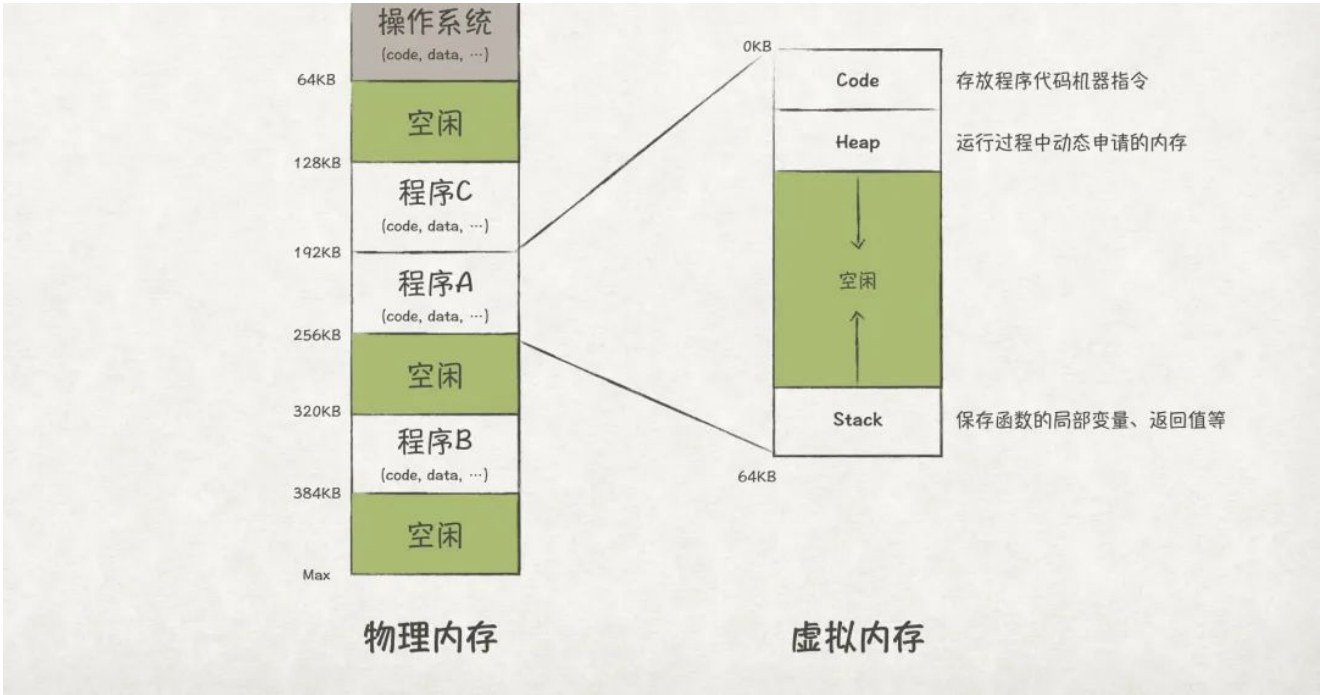 操作系统
(code, data, …)
64KB
空闲
128KB
程序C
(code, data, …)
192KB
程序A
(code, data, …)
256KB
空闲
320KB
程序B
(code, data, …)
384KB
空闲
Max
物理内存
0KB
Code
存放程序代码机器指令
Heap
运行过程中动态申请的内存
空闲
Stack
保存函数的局部变量、返回值等
64KB
虚拟内存